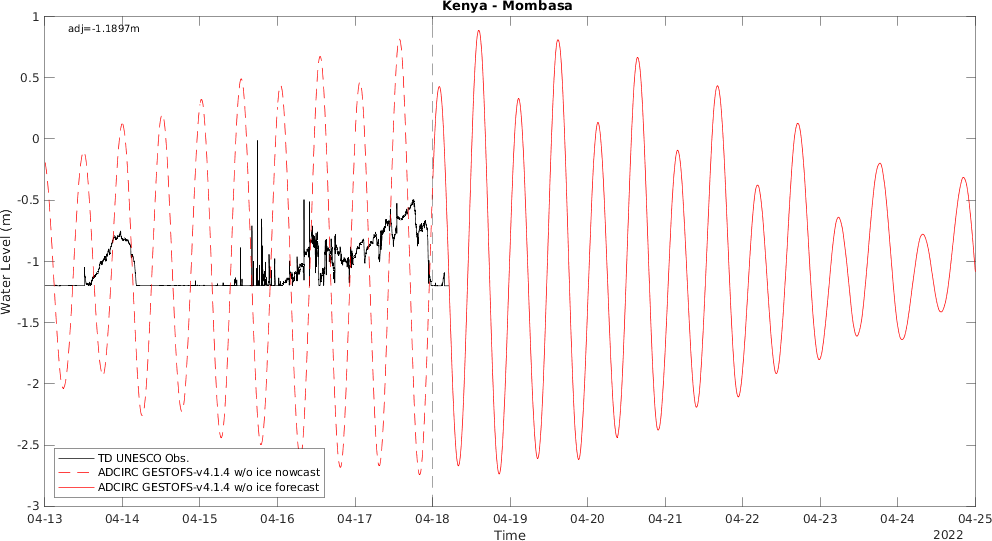 Kenya - Mombasa
adj=-1.1897m
1
0.5
0
-0.5
-1
-1.5
-2
-2.5
-3
Water Level (m)
TD UNESCO Obs.
ADCIRC GESTOFS-v4.1.4 w/o ice nowcast
ADCIRC GESTOFS-v4.1.4 w/o ice forecast
04-13 04-14 04-15 04-16 04-17 04-18 04-19 04-20 04-21 04-22 04-23 04-24 04-25
Time
2022